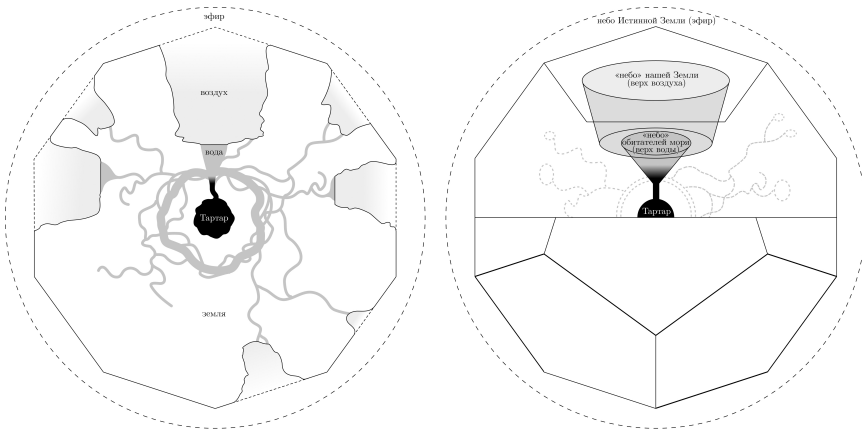 эфир
воздух
вода
Тартар
земля
небо Истинной Земли (эфир)
«небо» нашей Земли
(верх воздуха)
«небо»
обитателей моря
(верх воды)
Тартар